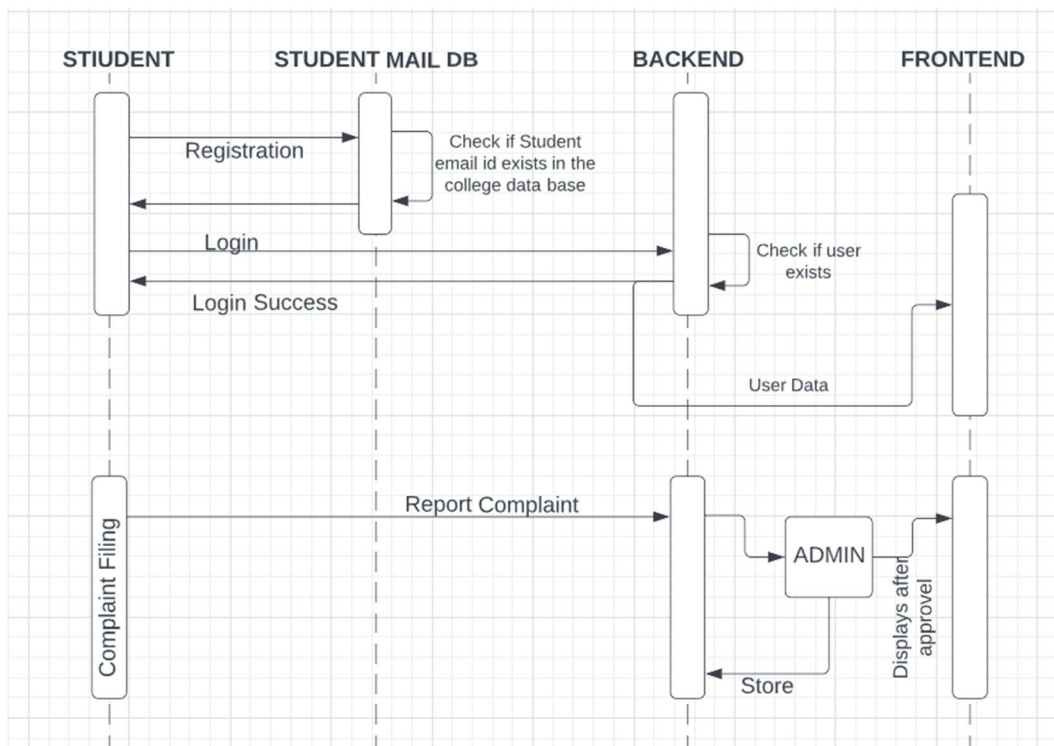 STIUDENT
STUDENT MAIL DB
BACKEND
FRONTEND
Registration
Check if Student
email id exists in the
college data base
Login
Check if user
exists
Login Success
User Data
Report Complaint
Complaint Filing
ADMIN
Displays after
approvel
Store